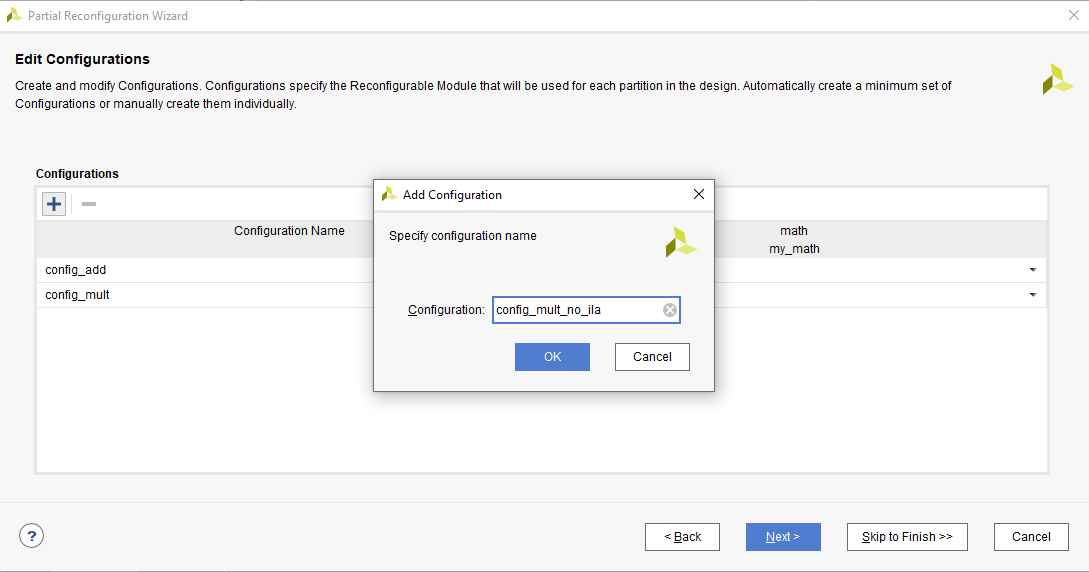 Partial Reconfiguration Wizard
Edit Configurations
Create and modify Configurations. Configurations specify the Reconfigurable Module that will be used for each partition in the design. Automatically create a minimum set of
Configurations or manually create them individually.
Configurations
Add Configuration
Configuration Name
math
my_math
Specify configuration name
config_add
config_mult
Configuration: config_mult_no_ila
OK Cancel
?
< Back Next > Skip to Finish >> Cancel